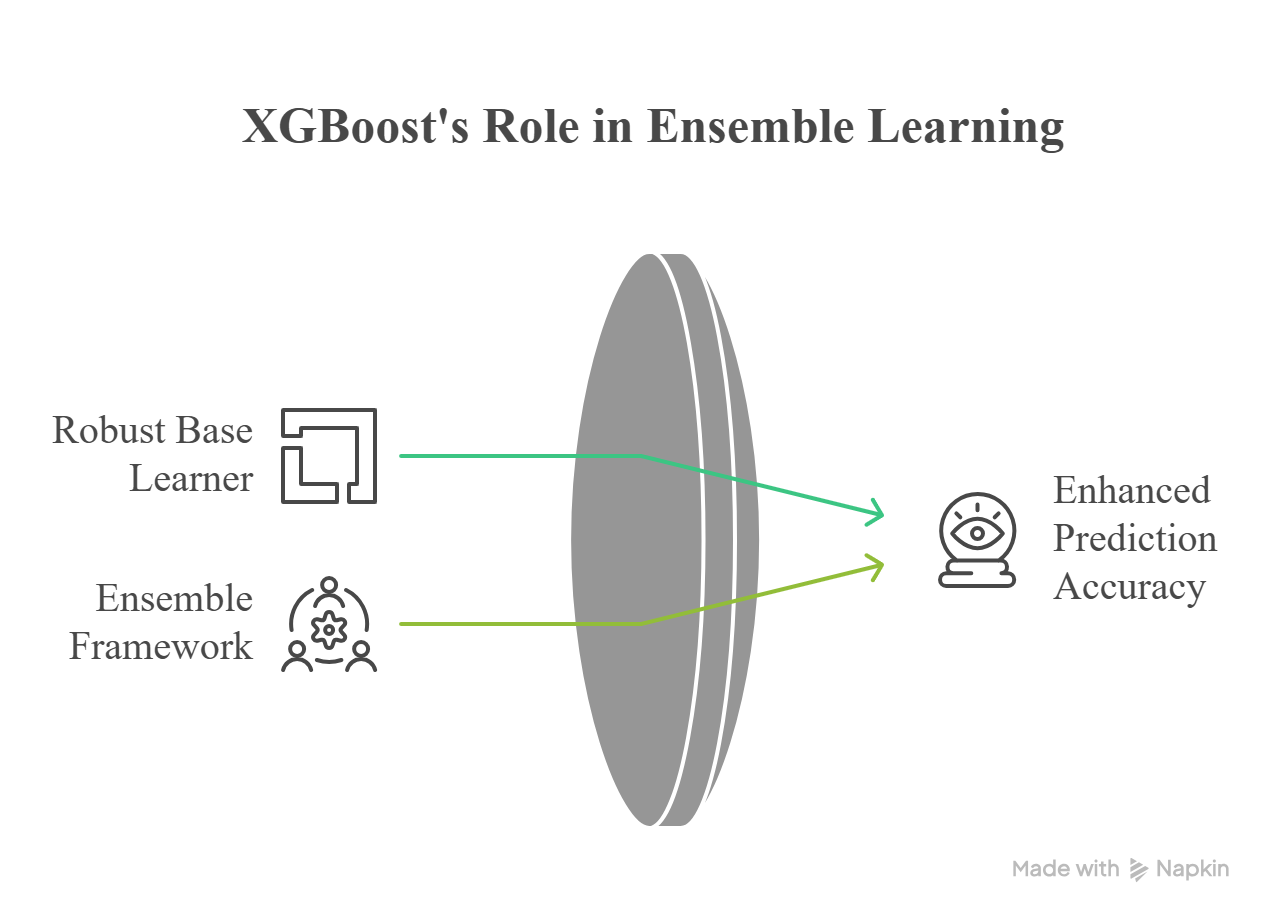 XGBoost's Role in Ensemble Learning
Robust Base
Learner
Ensemble
Framework
Enhanced
Prediction
Accuracy
Made with Napkin